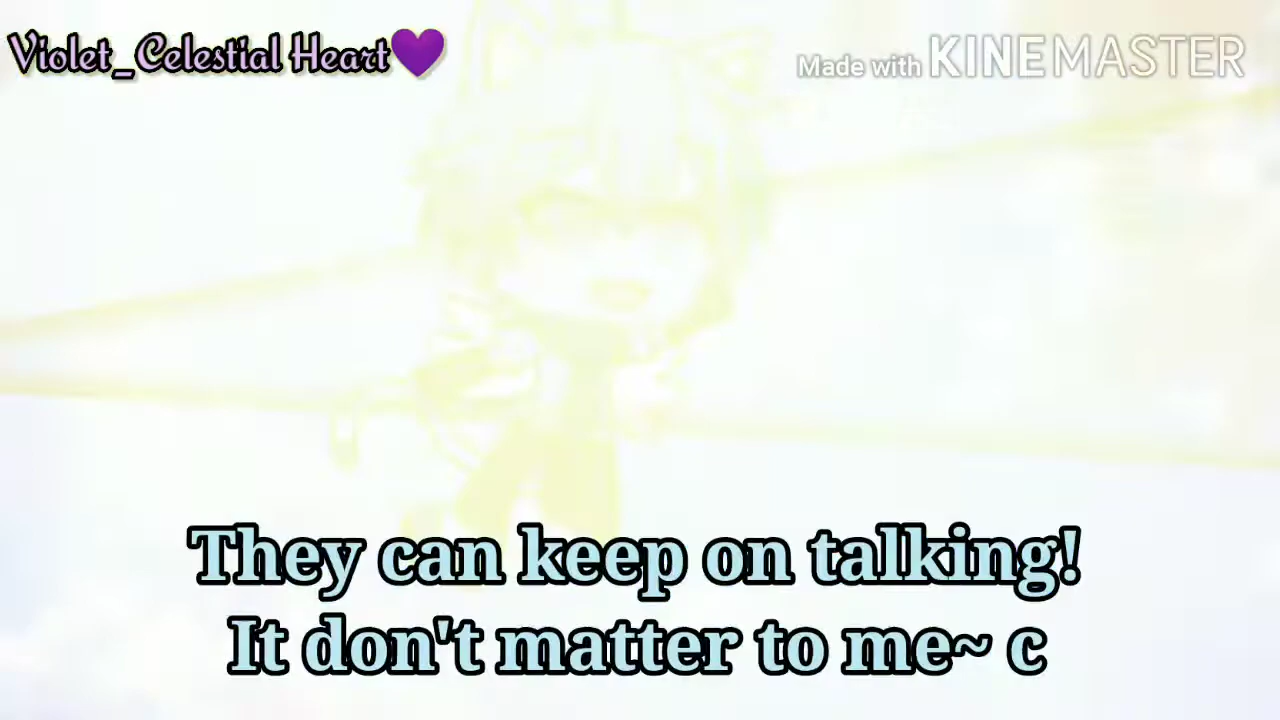 Violet_Celestial Heart💜
Made with KINEMASTER
They can keep on talking!
It don't matter to me~ c